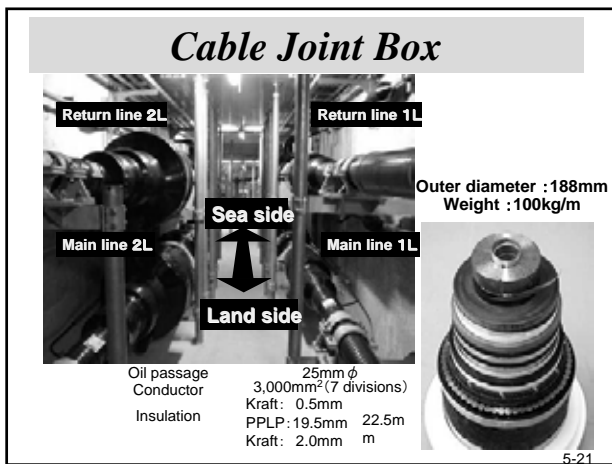 Cable Joint Box
Return line 2L
Return line 1L
Outer diameter :188mm
Weight :100kg/m
Sea side
Main line 2L
Main line 1L
Land side
Oil passage 25mmϕ
Conductor 3,000mm²(7 divisions)
Insulation
Kraft: 0.5mm
PPLP:19.5mm
Kraft: 2.0mm
22.5m
m
5-21